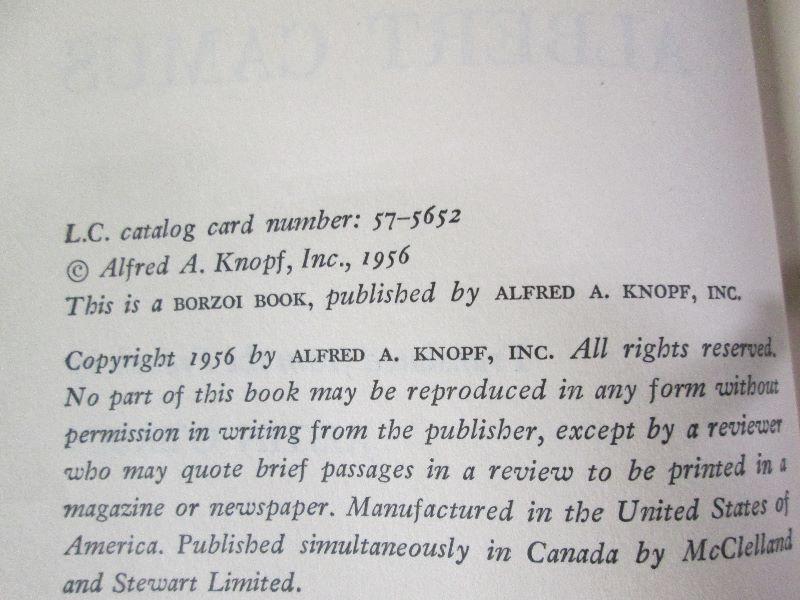 ALBERT CAMUS
L.C. catalog card number: 57–5652
© Alfred A. Knopf, Inc., 1956
This is a BORZOI BOOK, published by ALFRED A. KNOPF, INC.
Copyright 1956 by ALFRED A. KNOPF, INC. All rights reserved.
No part of this book may be reproduced in any form without
permission in writing from the publisher, except by a reviewer
who may quote brief passages in a review to be printed in a
magazine or newspaper. Manufactured in the United States of
America. Published simultaneously in Canada by McClelland
and Stewart Limited.